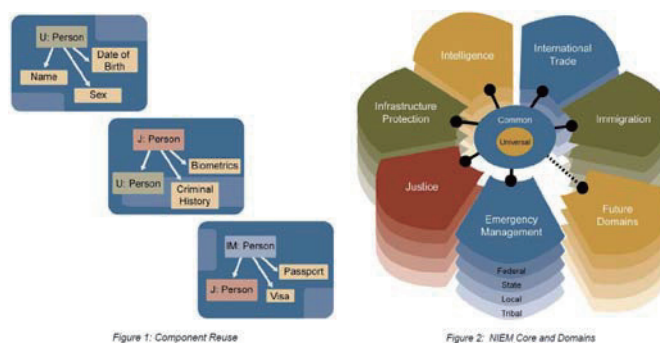 U: Person
Date of
Birth
Name
Sex
J: Person
Biometrics
U: Person
Criminal
History
IM: Person
Passport
J: Person
Visa
Figure 1: Component Reuse
Intelligence
International
Trade
Infrastructure
Protection
Common
Immigration
Universal
Justice
Emergency
Management
Future
Domains
Federal
State
Local
Tribal
Figure 2: NIEM Core and Domains